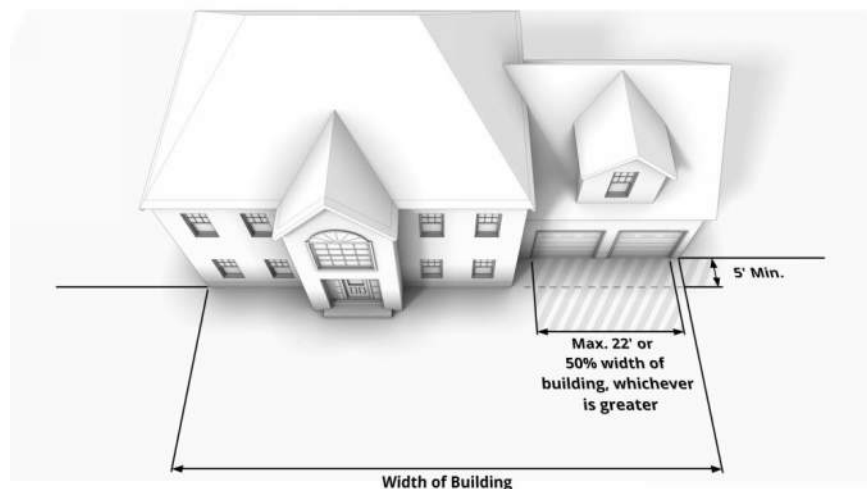 5' Min.
Max. 22' or
50% width of
building, whichever
is greater
Width of Building